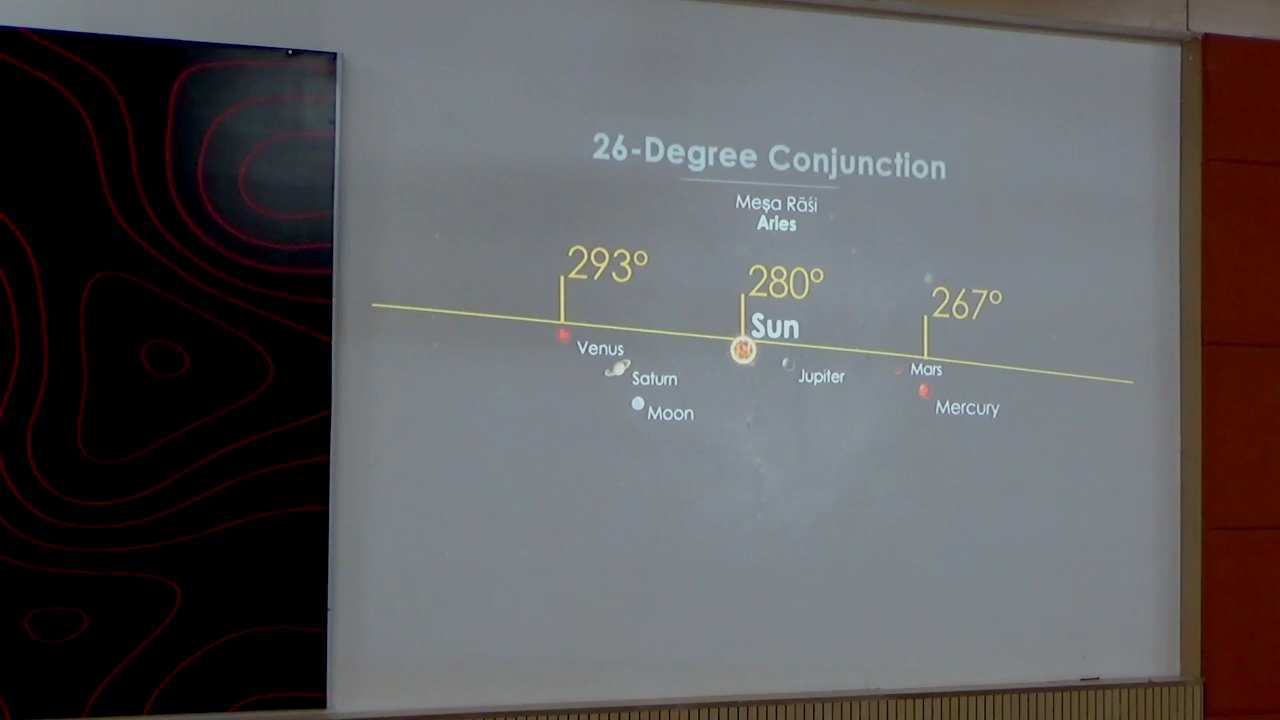 26-Degree Conjunction
Meṣa Rāśi
Aries
293°
280°
267°
Sun
Venus
Saturn
Moon
Jupiter
Mars
Mercury